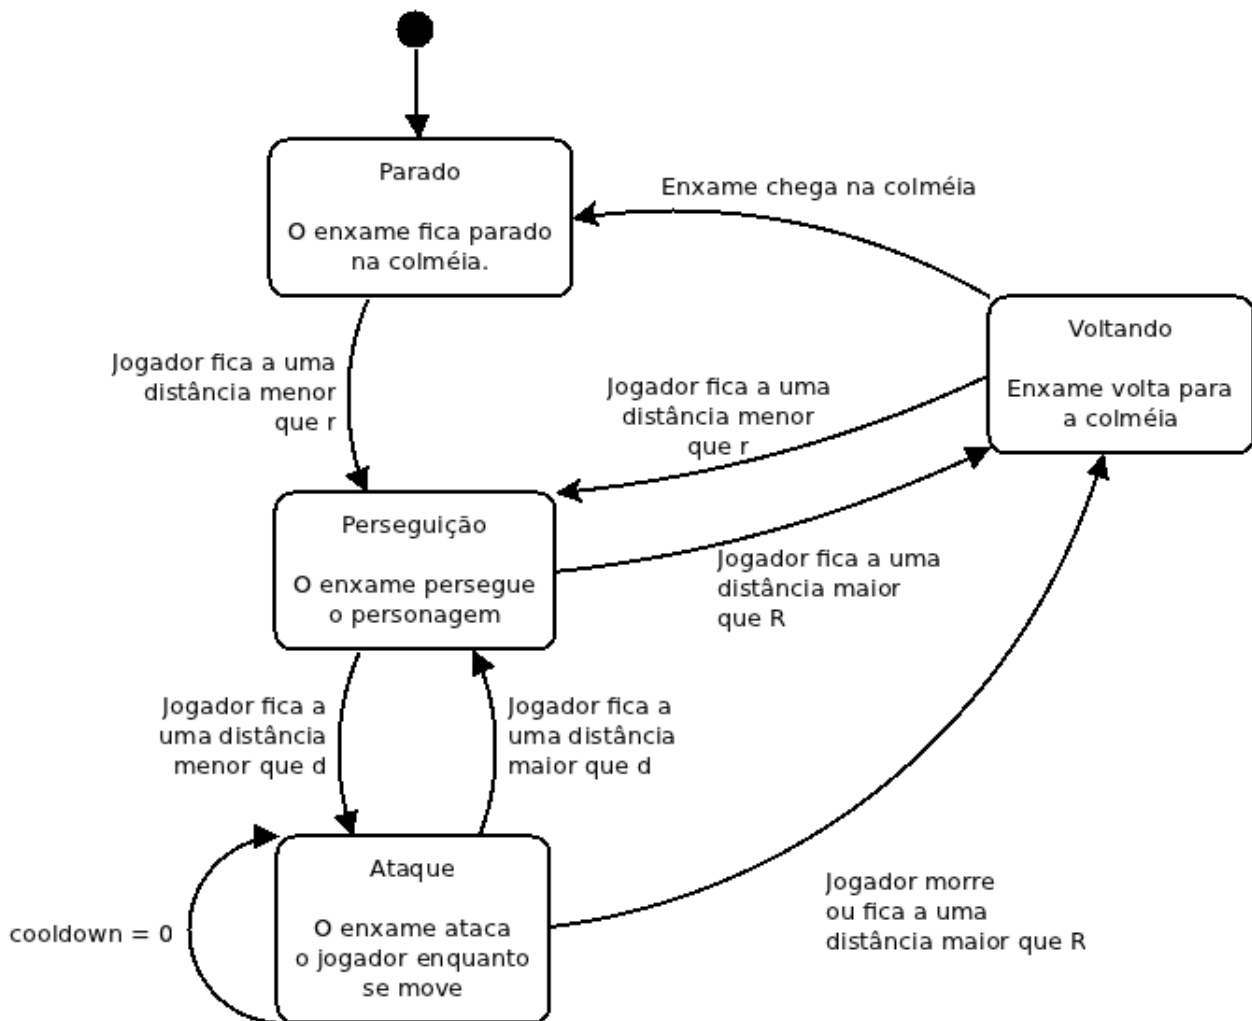 Parado
O enxame fica parado
na colméia.
Enxame chega na colméia
Voltando
Enxame volta para
a colméia
Jogador fica a uma
distância menor
que r
Jogador fica a uma
distância menor
que r
Perseguição
O enxame persegue
o personagem
Jogador fica a uma
distância maior
que R
Jogador fica a
uma distância
menor que d
Jogador fica a
uma distância
maior que d
Ataque
O enxame ataca
o jogador enquanto
se move
cooldown = 0
Jogador morre
ou fica a uma
distância maior que R